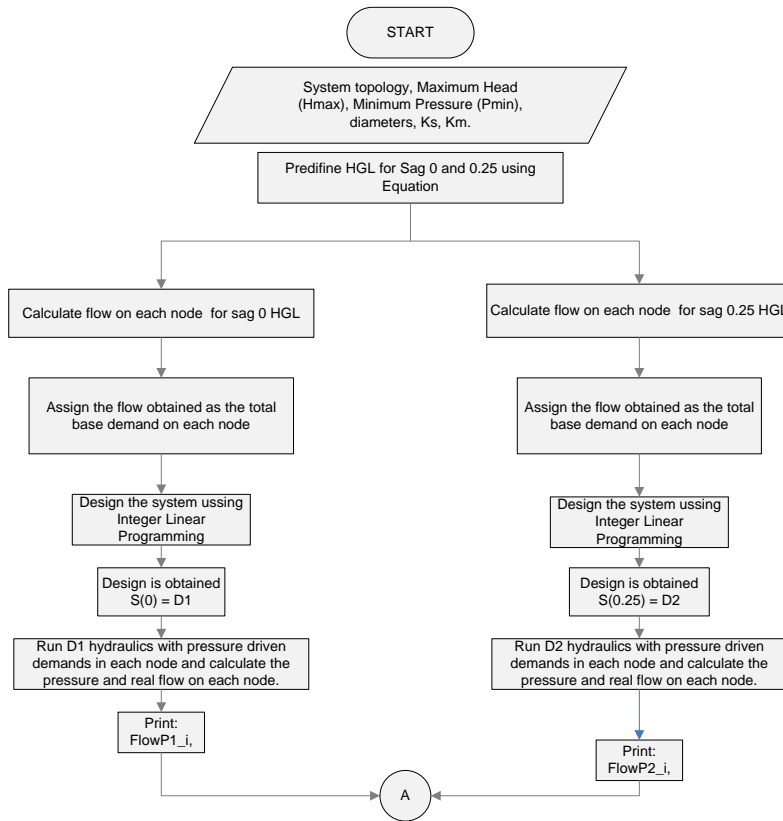 START
System topology, Maximum Head
(Hmax), Minimum Pressure (Pmin),
diameters, Ks, Km.
Predifine HGL for Sag 0 and 0.25 using
Equation
Calculate flow on each node for sag 0 HGL
Assign the flow obtained as the total
base demand on each node
Design the system ussing
Integer Linear
Programming
Design is obtained
S(0) = D1
Run D1 hydraulics with pressure driven
demands in each node and calculate the
pressure and real flow on each node.
Print:
FlowP1_i,
Calculate flow on each node for sag 0.25 HGL
Assign the flow obtained as the total
base demand on each node
Design the system ussing
Integer Linear
Programming
Design is obtained
S(0.25) = D2
Run D2 hydraulics with pressure driven
demands in each node and calculate the
pressure and real flow on each node.
Print:
FlowP2_i,
A